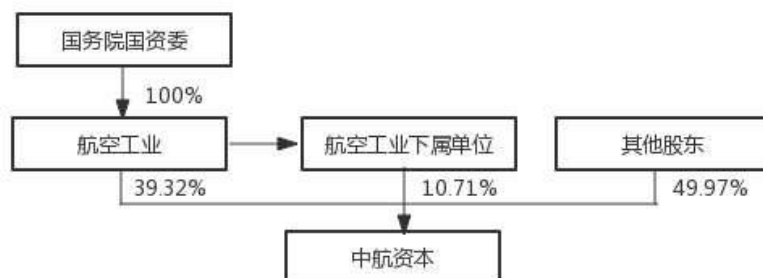 国务院国资委
100%
航空工业
航空工业下属单位
其他股东
39.32%
10.71%
49.97%
中航资本